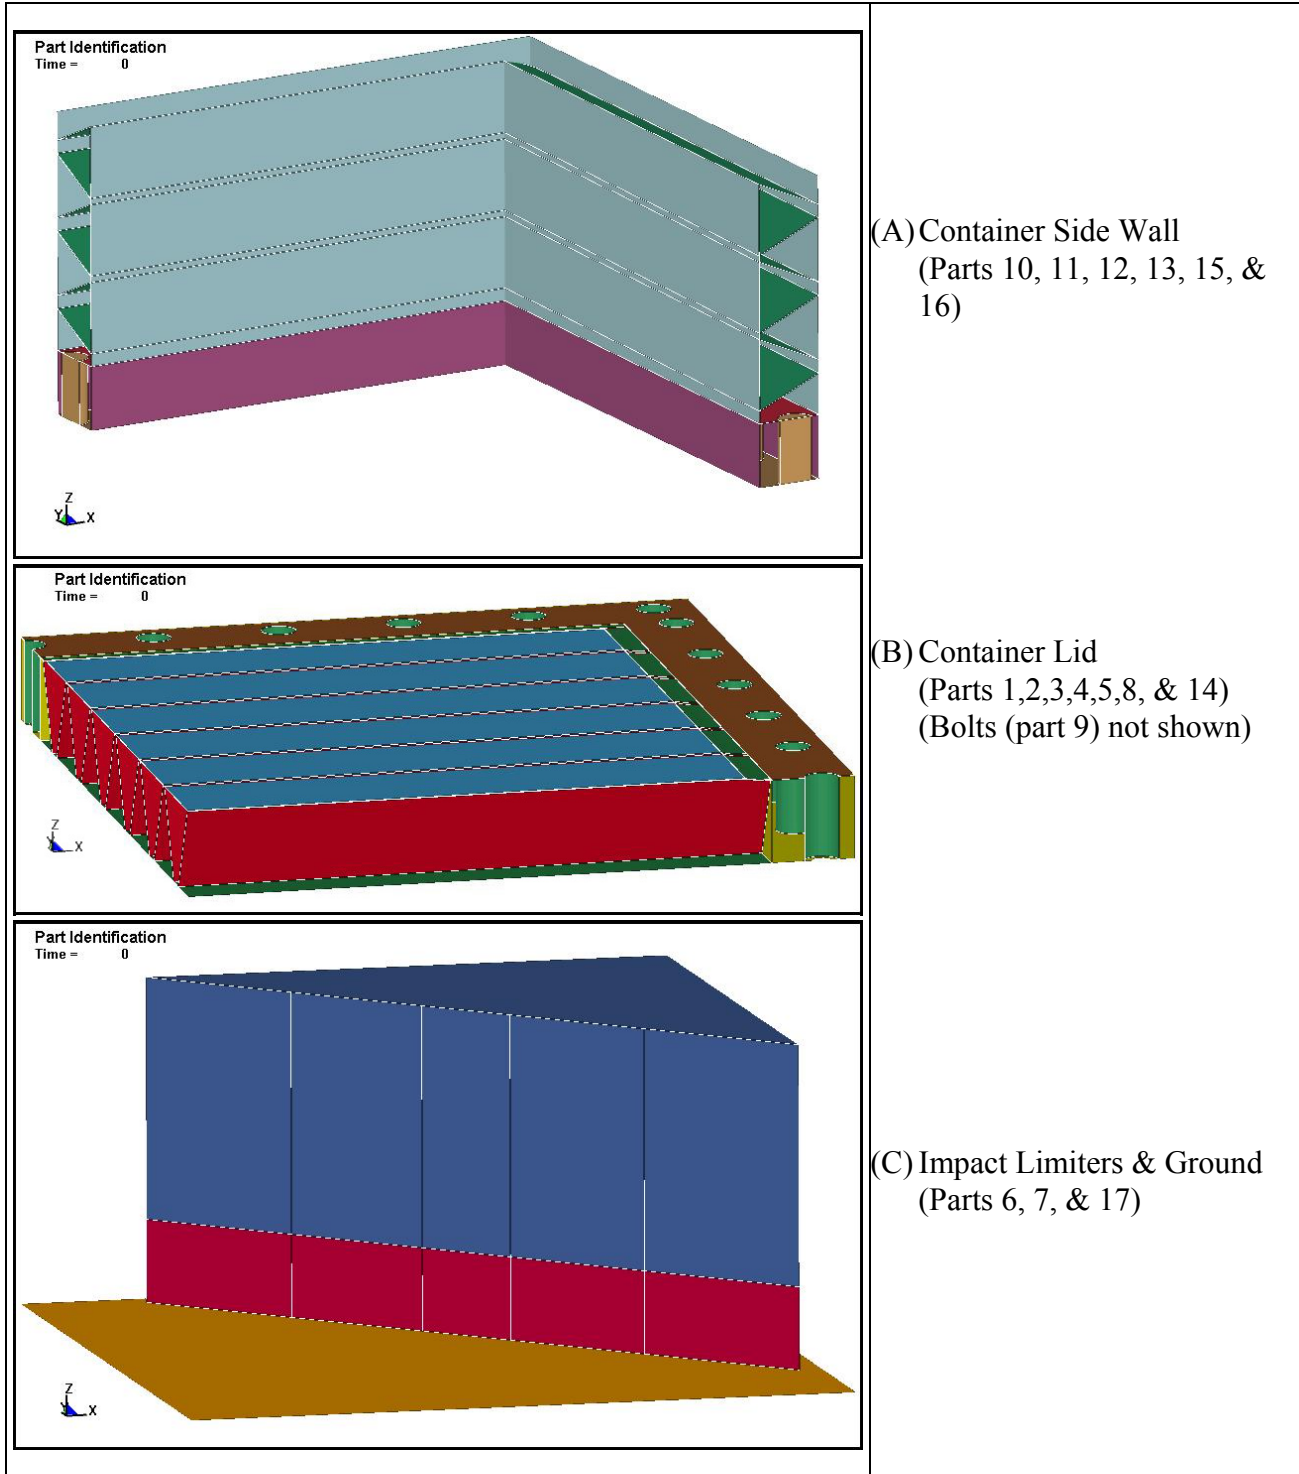 Part Identification
Time = 0
Z
Y X
(A) Container Side Wall
(Parts 10, 11, 12, 13, 15, &
16)
Part Identification
Time = 0
Z
Y X
(B) Container Lid
(Parts 1,2,3,4,5,8, & 14)
(Bolts (part 9) not shown)
Part Identification
Time = 0
Z
Y X
(C) Impact Limiters & Ground
(Parts 6, 7, & 17)